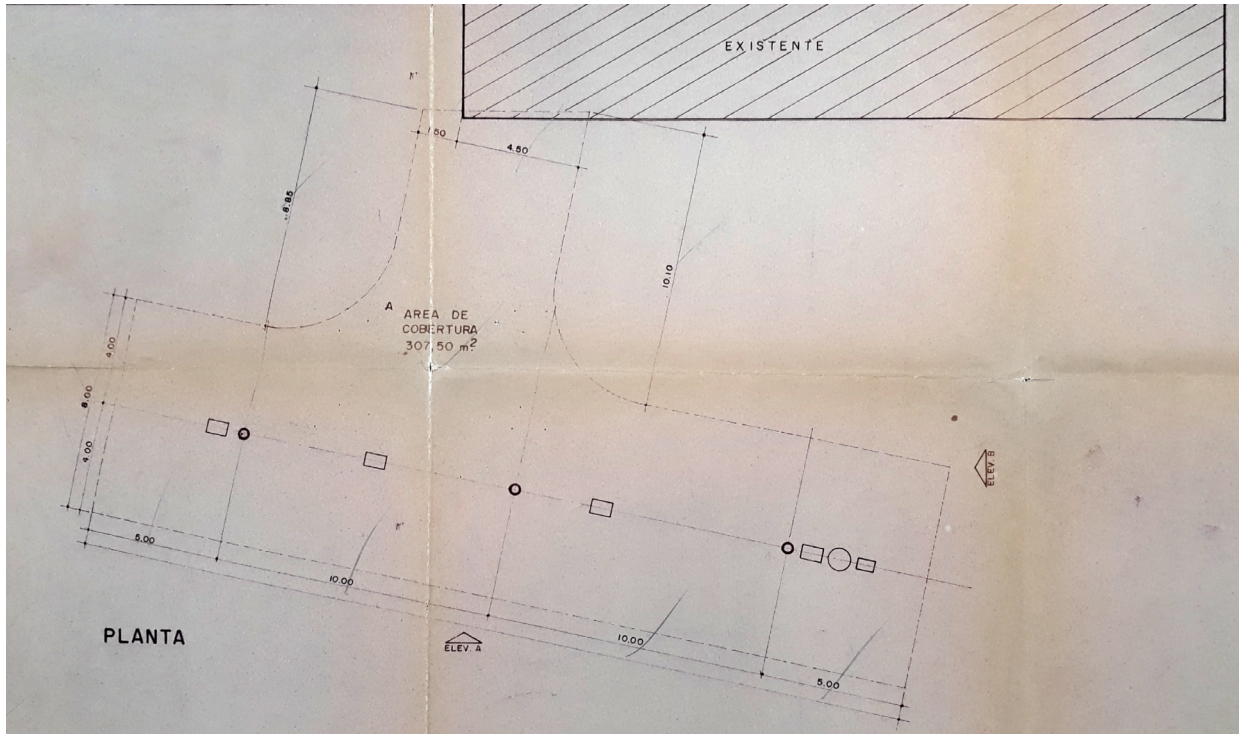 EXISTENTE
1.50
4.50
8.85
10.10
A
AREA DE
COBERTURA
307,50 m²
4.00
8.00
4.00
ELEV. B
5.00
10.00
10.00
5.00
ELEV. A
PLANTA